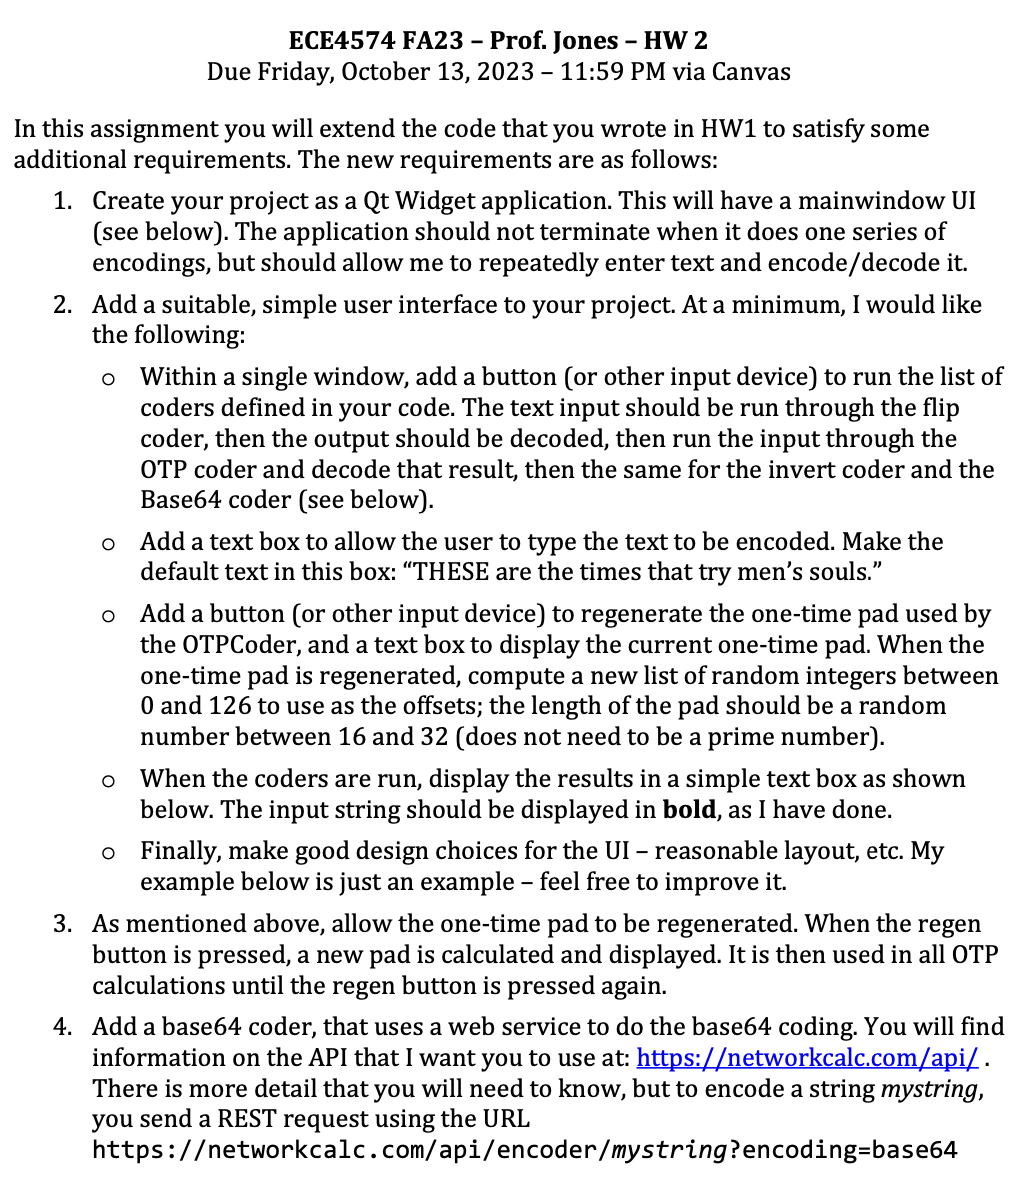 ECE4574 FA23 – Prof. Jones – HW 2
Due Friday, October 13, 2023 – 11:59 PM via Canvas
In this assignment you will extend the code that you wrote in HW1 to satisfy some
additional requirements. The new requirements are as follows:
1. Create your project as a Qt Widget application. This will have a mainwindow UI
(see below). The application should not terminate when it does one series of
encodings, but should allow me to repeatedly enter text and encode/decode it.
2. Add a suitable, simple user interface to your project. At a minimum, I would like
the following:
o Within a single window, add a button (or other input device) to run the list of
coders defined in your code. The text input should be run through the flip
coder, then the output should be decoded, then run the input through the
OTP coder and decode that result, then the same for the invert coder and the
Base64 coder (see below).
o Add a text box to allow the user to type the text to be encoded. Make the
default text in this box: “THESE are the times that try men’s souls.”
o Add a button (or other input device) to regenerate the one-time pad used by
the OTPCoder, and a text box to display the current one-time pad. When the
one-time pad is regenerated, compute a new list of random integers between
0 and 126 to use as the offsets; the length of the pad should be a random
number between 16 and 32 (does not need to be a prime number).
o When the coders are run, display the results in a simple text box as shown
below. The input string should be displayed in bold, as I have done.
o Finally, make good design choices for the UI – reasonable layout, etc. My
example below is just an example – feel free to improve it.
3. As mentioned above, allow the one-time pad to be regenerated. When the regen
button is pressed, a new pad is calculated and displayed. It is then used in all OTP
calculations until the regen button is pressed again.
4. Add a base64 coder, that uses a web service to do the base64 coding. You will find
information on the API that I want you to use at: https://networkcalc.com/api/ .
There is more detail that you will need to know, but to encode a string mystring,
you send a REST request using the URL
https://networkcalc.com/api/encoder/mystring?encoding=base64